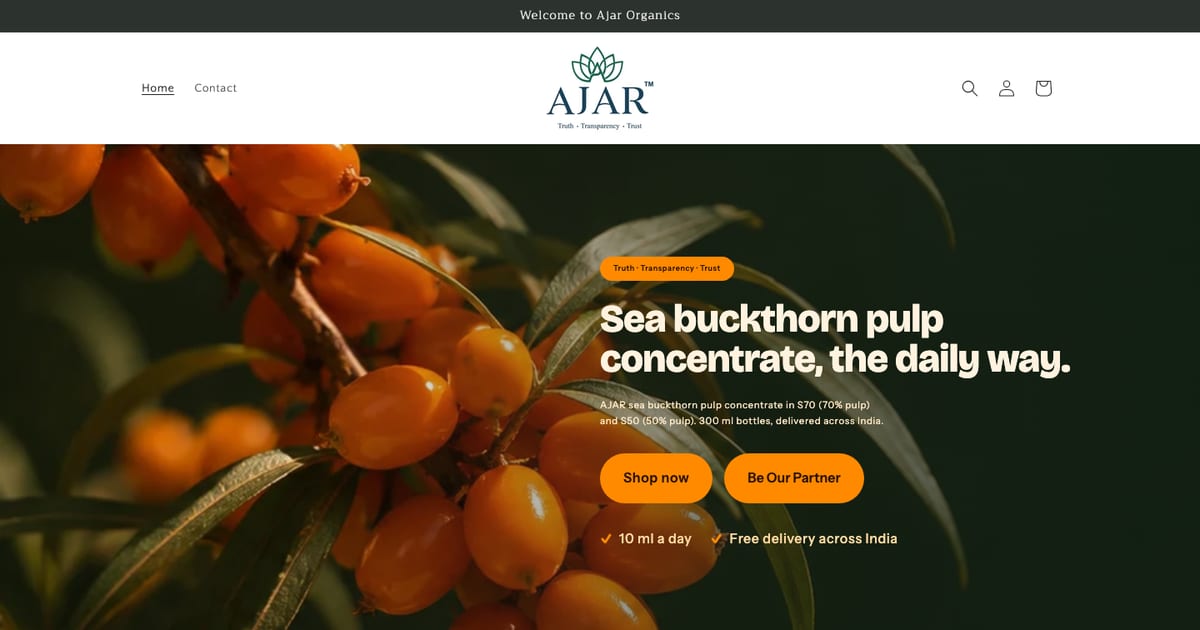 Welcome to Ajar Organics
Home
Contact
AJAR™
Truth • Transparency • Trust
Truth · Transparency · Trust
Sea buckthorn pulp
concentrate, the daily way.
AJAR sea buckthorn pulp concentrate in S70 (70% pulp)
and S50 (50% pulp). 300 ml bottles, delivered across India.
Shop now
Be Our Partner
10 ml a day
Free delivery across India